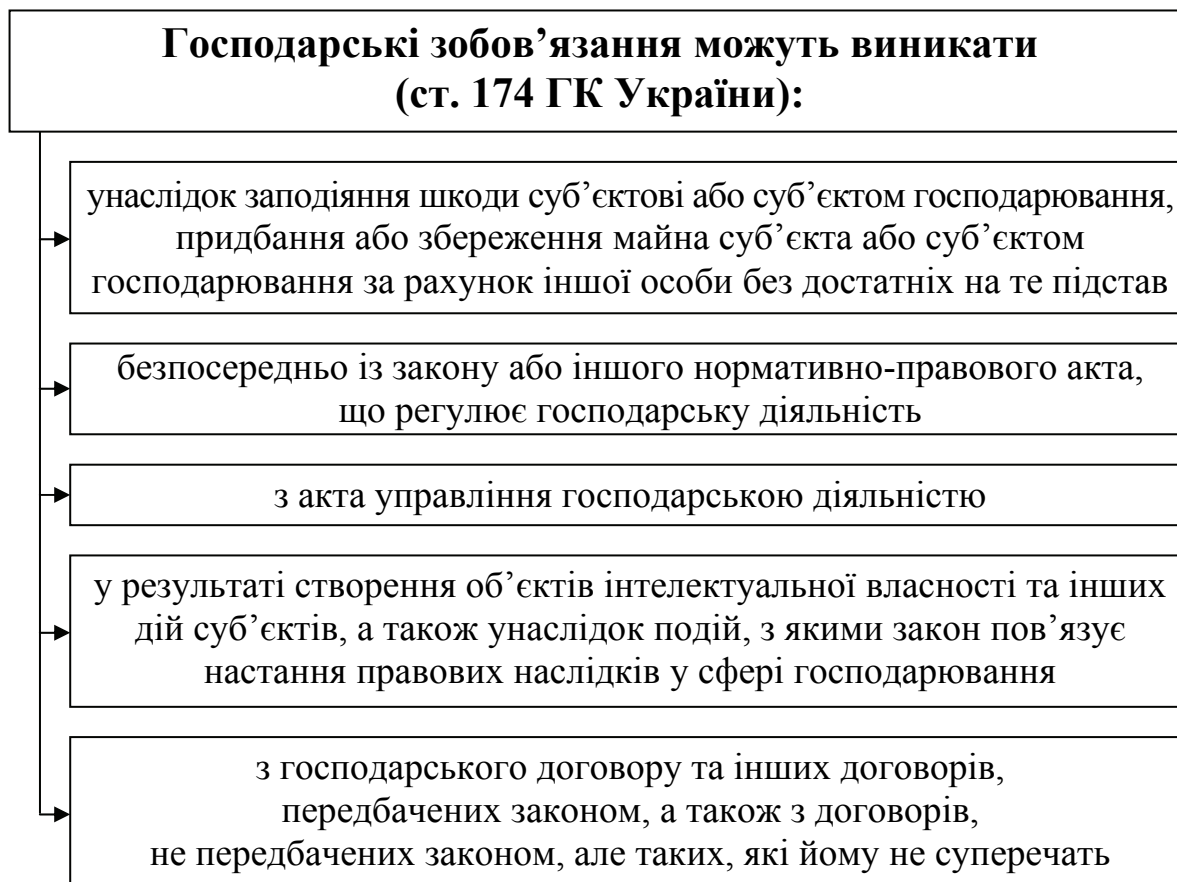 Господарські зобов’язання можуть виникати
(ст. 174 ГК України):
унаслідок заподіяння шкоди суб’єктові або суб’єктом господарювання,
придбання або збереження майна суб’єкта або суб’єктом
господарювання за рахунок іншої особи без достатніх на те підстав
безпосередньо із закону або іншого нормативно-правового акта,
що регулює господарську діяльність
з акта управління господарською діяльністю
у результаті створення об’єктів інтелектуальної власності та інших
дій суб’єктів, а також унаслідок подій, з якими закон пов’язує
настання правових наслідків у сфері господарювання
з господарського договору та інших договорів,
передбачених законом, а також з договорів,
не передбачених законом, але таких, які йому не суперечать